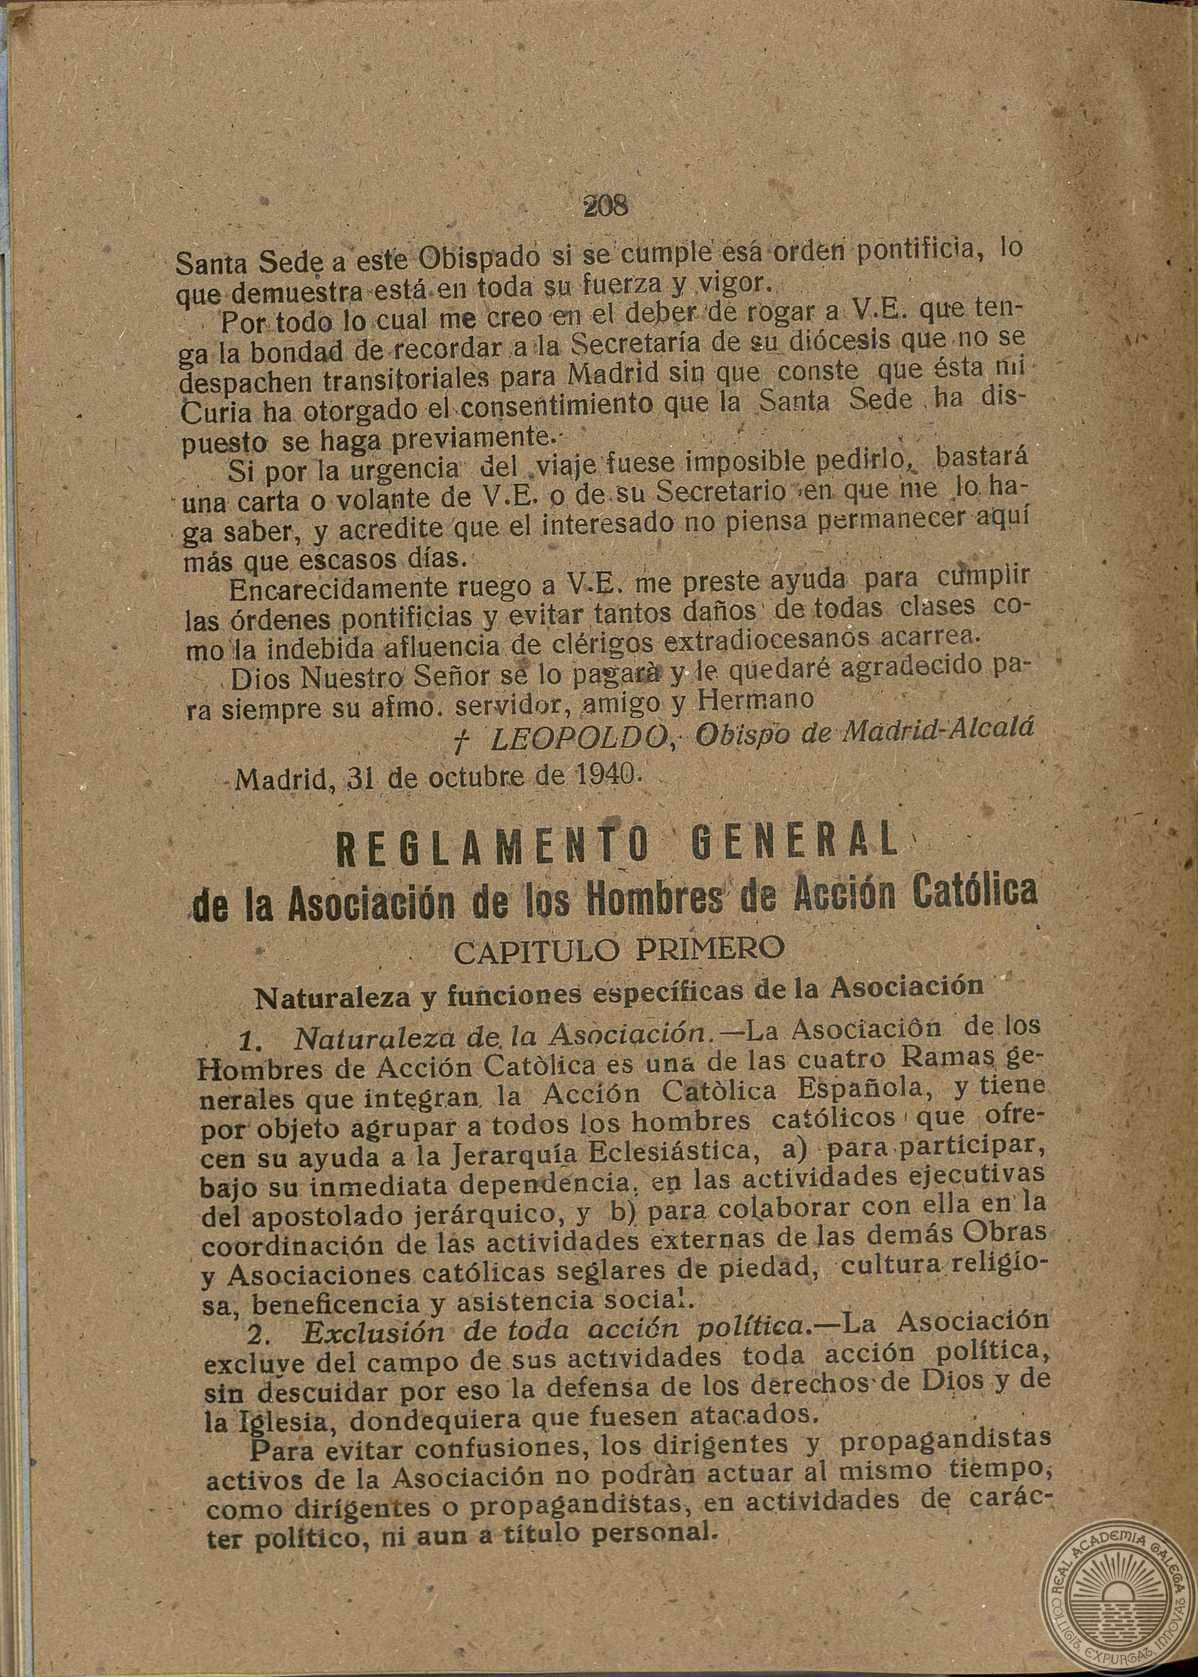 208
Santa Sede a este Obispado si se cumple esá orden pontificia, lo
que demuestra está en toda su fuerza y vigor.
Por todo lo cual me creo en el deber de rogar a V.E. que ten-
ga la bondad de recordar a la Secretaría de su diócesis que no se
despachen transitoriales para Madrid sin que conste que ésta mi
Curia ha otorgado el consentimiento que la Santa Sede ha dis-
puesto se haga previamente.
Si por la urgencia del viaje fuese imposible pedirlo, bastará
una carta o volante de V.E. o de su Secretario en que me lo ha-
ga saber, y acredite que el interesado no piensa permanecer aquí
más que escasos días.
Encarecidamente ruego a V.E. me preste ayuda para cumplir
las órdenes pontificias y evitar tantos daños de todas clases co-
mo la indebida afluencia de clérigos extradiocesanos acarrea.
Dios Nuestro Señor se lo pagarà y le quedaré agradecido pa-
ra siempre su afmo. servidor, amigo y Hermano
† LEOPOLDO, Obispo de Madrid-Alcalá
Madrid, 31 de octubre de 1940.
REGLAMENTO GENERAL
de la Asociación de los Hombres de Acción Católica
CAPITULO PRIMERO
Naturaleza y funciones específicas de la Asociación
1. Naturaleza de la Asociación.—La Asociación de los
Hombres de Acción Catòlica es una de las cuatro Ramas ge-
nerales que integran la Acción Catòlica Española, y tiene
por objeto agrupar a todos los hombres católicos que ofre-
cen su ayuda a la Jerarquía Eclesiástica, a) para participar,
bajo su inmediata dependencia, en las actividades ejecutivas
del apostolado jerárquico, y b) para colaborar con ella en la
coordinación de las actividades externas de las demás Obras
y Asociaciones católicas seglares de piedad, cultura religio-
sa, beneficencia y asistencia social.
2. Exclusión de toda acción política.—La Asociación
excluye del campo de sus actividades toda acción política,
sin descuidar por eso la defensa de los derechos de Dios y de
la Iglesia, dondequiera que fuesen atacados.
Para evitar confusiones, los dirigentes y propagandistas
activos de la Asociación no podràn actuar al mismo tiempo,
como dirigentes o propagandistas, en actividades de carác-
ter político, ni aun a título personal.
REAL ACADEMIA GALEGA
COLLIGIT EXPURGAT INNOVAT